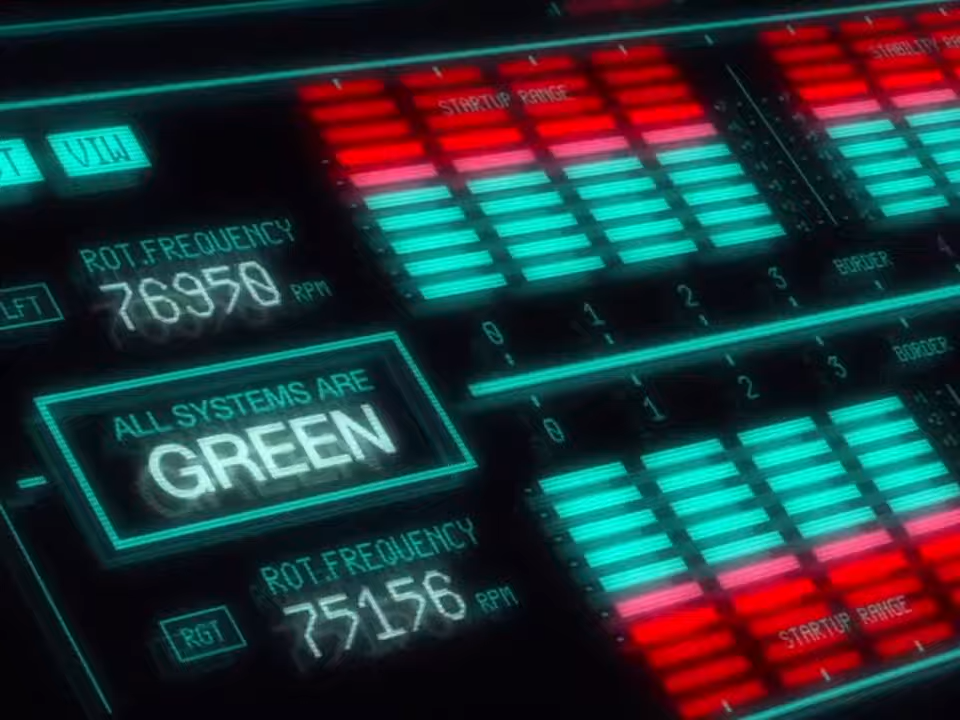 STARTUP RANGE
STABILITY
VIW
ROT.FREQUENCY
76950 RPM
LFT
0 1 2 3 BORDER 4
ALL SYSTEMS ARE
GREEN
0 1 2 3 BORDER
ROT.FREQUENCY
75156 RPM
RGT
STARTUP RANGE